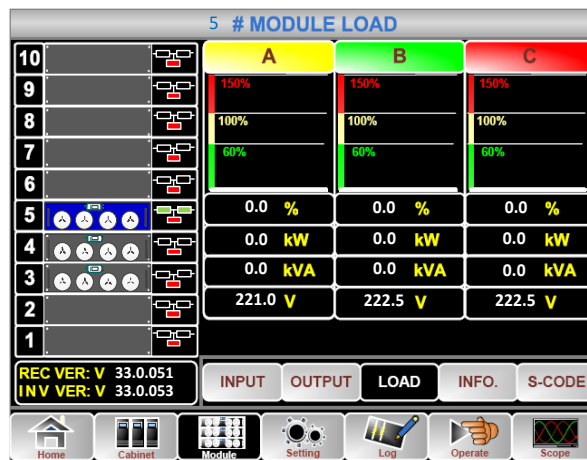 5 # MODULE LOAD
10
9
8
7
6
5
4
3
2
1
A B C
150% 150% 150%
100% 100% 100%
60% 60% 60%
0.0 % 0.0 % 0.0 %
0.0 kW 0.0 kW 0.0 kW
0.0 kVA 0.0 kVA 0.0 kVA
221.0 V 222.5 V 222.5 V
REC VER: V 33.0.051
INV VER: V 33.0.053
INPUT OUTPUT LOAD INFO. S-CODE
Home Cabinet Module Setting Log Operate Scope